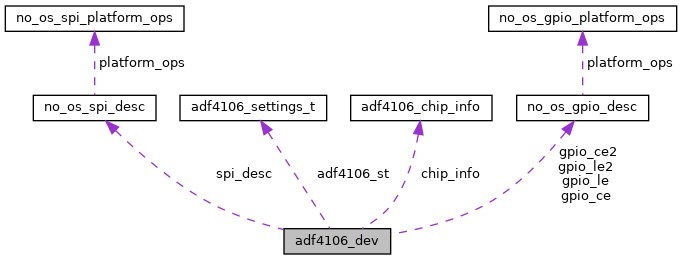 no_os_spi_platform_ops
no_os_gpio_platform_ops
platform_ops
platform_ops
no_os_spi_desc
adf4106_settings_t
adf4106_chip_info
no_os_gpio_desc
spi_desc
adf4106_st
chip_info
gpio_ce2
gpio_le2
gpio_le
gpio_ce
adf4106_dev